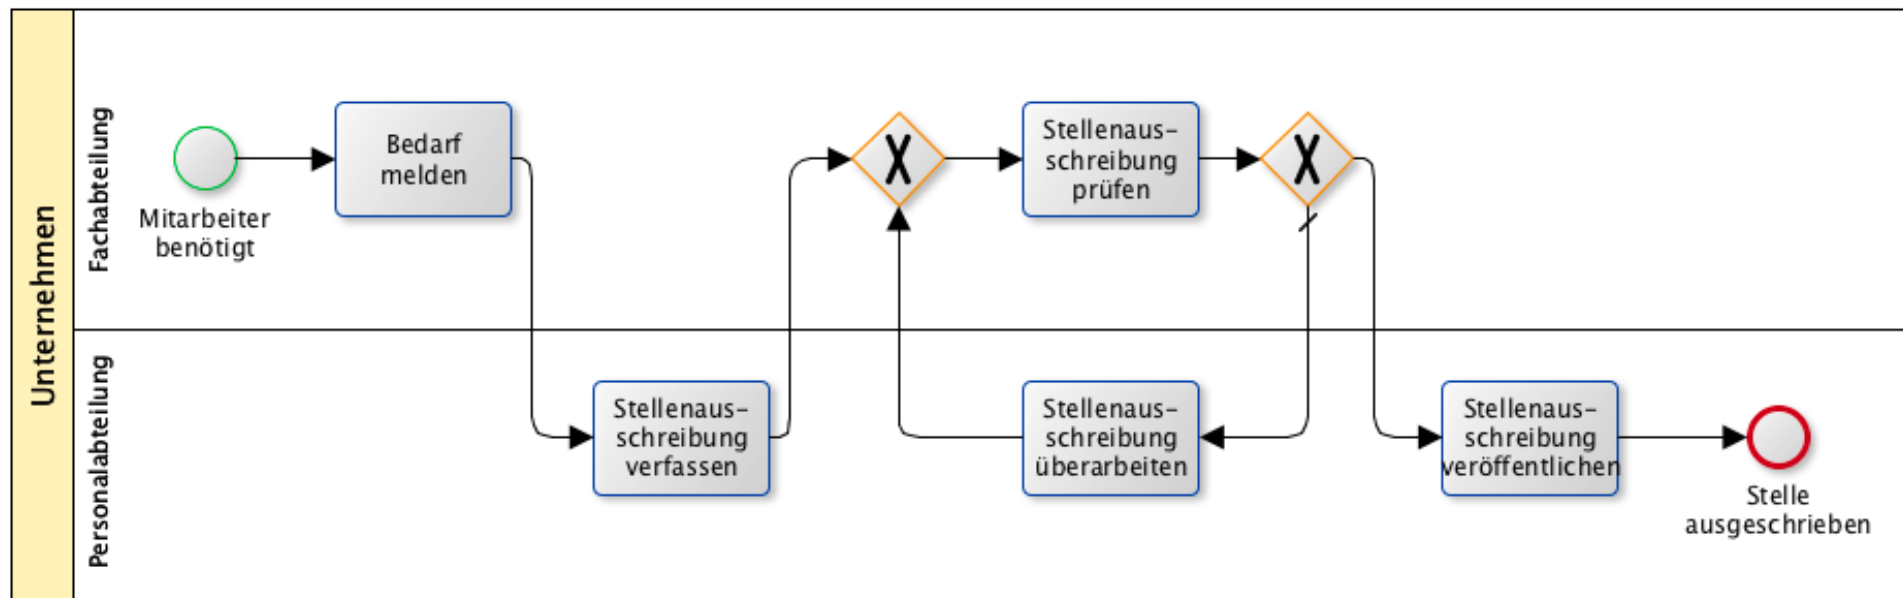 Unternehmen
Fachabteilung
Mitarbeiter
benötigt
Bedarf
melden
Stellenaus-
schreibung
prüfen
Personalabteilung
Stellenaus-
schreibung
verfassen
Stellenaus-
schreibung
überarbeiten
Stellenaus-
schreibung
veröffentlichen
Stelle
ausgeschrieben